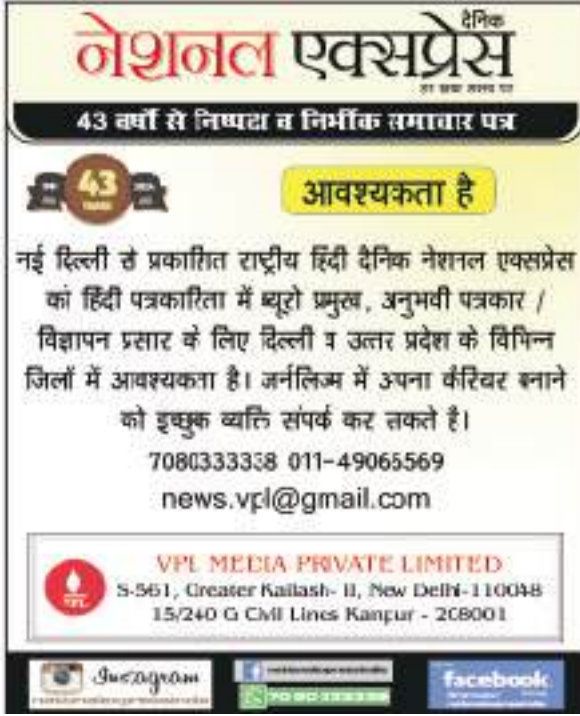 दैनिक
नेशनल एक्सप्रेस
43 वर्षों से निष्पक्ष व निर्भीक समाचार पत्र
43
आवश्यकता है
नई दिल्ली से प्रकाशित राष्ट्रीय हिंदी दैनिक नेशनल एक्सप्रेस
को हिंदी पत्रकारिता में ब्यूरो प्रमुख, अनुभवी पत्रकार /
विज्ञापन प्रसार के लिए दिल्ली व उत्तर प्रदेश के विभिन्न
जिलों में आवश्यकता है। जर्नलिज्म में अपना कैरियर बनाने
को इच्छुक व्यक्ति संपर्क कर सकते है।
news.vpl@gmail.com
VPL MEDIA PRIVATE LIMITED
S-561, Greater Kailash- II, New Delhi-110048
15/240 G Civil Lines Kanpur - 208001
VPL
Instagram
facebook